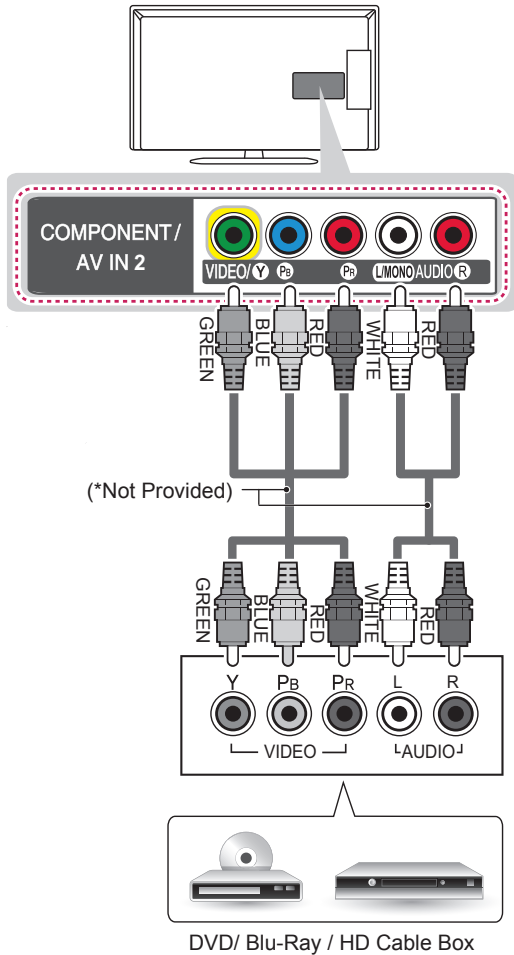 COMPONENT /
AV IN 2
VIDEO/ Y PB PR L/MONO AUDIO R
GREEN BLUE RED WHITE RED
(*Not Provided)
GREEN BLUE RED WHITE RED
Y PB PR L R
VIDEO AUDIO
DVD/ Blu-Ray / HD Cable Box